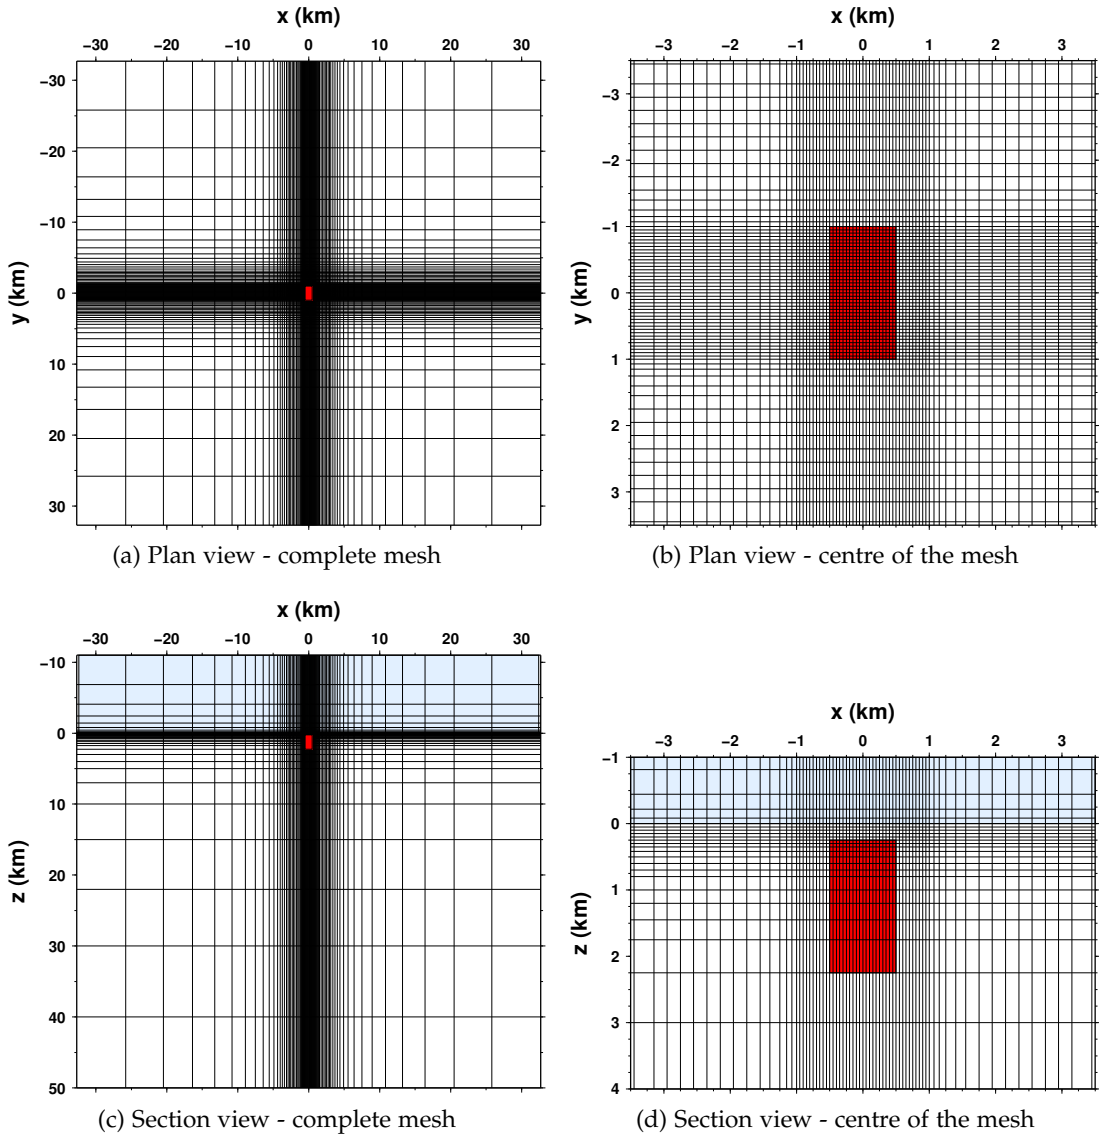 x (km)
−30 −20 −10 0 10 20 30
−30
−20
−10
0
10
20
30
y (km)
(a) Plan view - complete mesh
x (km)
−3 −2 −1 0 1 2 3
−3
−2
−1
0
1
2
3
y (km)
(b) Plan view - centre of the mesh
x (km)
−30 −20 −10 0 10 20 30
−10
0
10
20
30
40
50
z (km)
(c) Section view - complete mesh
x (km)
−3 −2 −1 0 1 2 3
−1
0
1
2
3
4
z (km)
(d) Section view - centre of the mesh